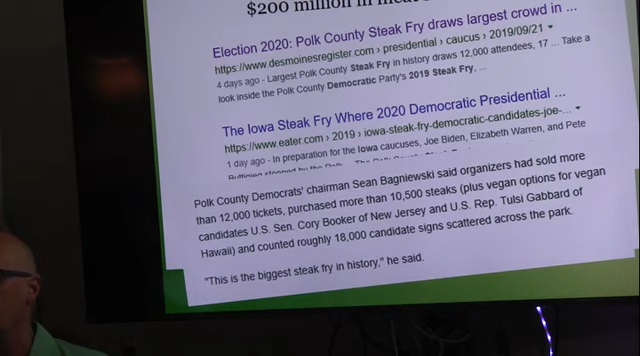 $200 million in meat
Election 2020: Polk County Steak Fry draws largest crowd in ...
https://www.desmoinesregister.com › presidential › caucus › 2019/09/21
4 days ago - Largest Polk County Steak Fry in history draws 12,000 attendees, 17 ... Take a
look inside the Polk County Democratic Party's 2019 Steak Fry, ...
The Iowa Steak Fry Where 2020 Democratic Presidential ...
https://www.eater.com › 2019 › iowa-steak-fry-democratic-candidates-joe-...
1 day ago - In preparation for the Iowa caucuses, Joe Biden, Elizabeth Warren, and Pete
Polk County Democrats' chairman Sean Bagniewski said organizers had sold more
than 12,000 tickets, purchased more than 10,500 steaks (plus vegan options for vegan
candidates U.S. Sen. Cory Booker of New Jersey and U.S. Rep. Tulsi Gabbard of
Hawaii) and counted roughly 18,000 candidate signs scattered across the park.
"This is the biggest steak fry in history," he said.